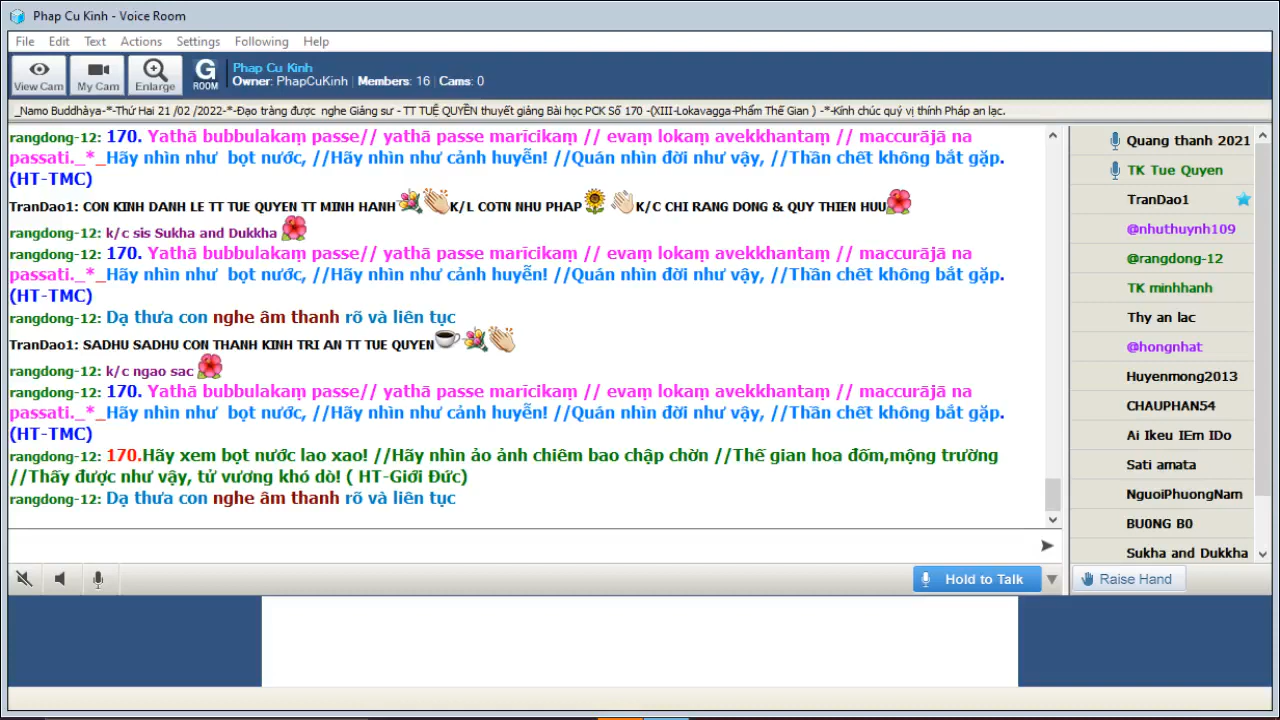 Phap Cu Kinh - Voice Room
File Edit Text Actions Settings Following Help
View Cam My Cam Enlarge G ROOM
Phap Cu Kinh
Owner: PhapCuKinh | Members: 16 | Cams: 0
_Namo Buddhàya-*-Thứ Hai 21 /02 /2022-*-Đạo tràng được nghe Giảng sư - TT TUỆ QUYỀN thuyết giảng Bài học PCK Số 170 -(XIII-Lokavagga-Phẩm Thế Gian ) -*-Kính chúc quý vị thính Pháp an lạc.
rangdong-12: 170. Yathā bubbulakaṃ passe// yathā passe marīcikaṃ // evaṃ lokaṃ avekkhantaṃ // maccurājā na
passati._*_Hãy nhìn như bọt nước, //Hãy nhìn như cảnh huyễn! //Quán nhìn đời như vậy, //Thần chết không bắt gặp.
(HT-TMC)
TranDao1: CON KINH DANH LE TT TUE QUYEN TT MINH HANH K/L COTN NHU PHAP K/C CHI RANG DONG & QUY THIEN HUU
rangdong-12: k/c sis Sukha and Dukkha
rangdong-12: 170. Yathā bubbulakaṃ passe// yathā passe marīcikaṃ // evaṃ lokaṃ avekkhantaṃ // maccurājā na
passati._*_Hãy nhìn như bọt nước, //Hãy nhìn như cảnh huyễn! //Quán nhìn đời như vậy, //Thần chết không bắt gặp.
(HT-TMC)
rangdong-12: Dạ thưa con nghe âm thanh rõ và liên tục
TranDao1: SADHU SADHU CON THANH KINH TRI AN TT TUE QUYEN
rangdong-12: k/c ngao sac
rangdong-12: 170. Yathā bubbulakaṃ passe// yathā passe marīcikaṃ // evaṃ lokaṃ avekkhantaṃ // maccurājā na
passati._*_Hãy nhìn như bọt nước, //Hãy nhìn như cảnh huyễn! //Quán nhìn đời như vậy, //Thần chết không bắt gặp.
(HT-TMC)
rangdong-12: 170.Hãy xem bọt nước lao xao! //Hãy nhìn ảo ảnh chiêm bao chập chờn //Thế gian hoa đốm,mộng trường
//Thấy được như vậy, tử vương khó dò! ( HT-Giới Đức)
rangdong-12: Dạ thưa con nghe âm thanh rõ và liên tục
Quang thanh 2021
TK Tue Quyen
TranDao1
@nhuthuynh109
@rangdong-12
TK minhhanh
Thy an lac
@hongnhat
Huyenmong2013
CHAUPHAN54
Ai Ikeu IEm IDo
Sati amata
NguoiPhuongNam
BU0NG B0
Sukha and Dukkha
Hold to Talk
Raise Hand